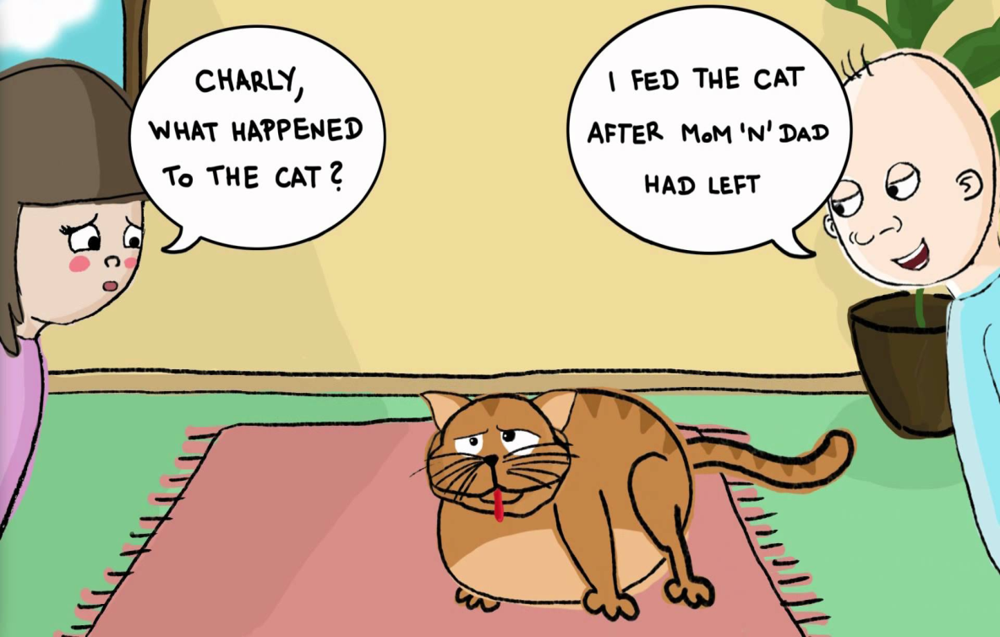 CHARLY,
WHAT HAPPENED
TO THE CAT?
I FED THE CAT
AFTER MOM 'N' DAD
HAD LEFT